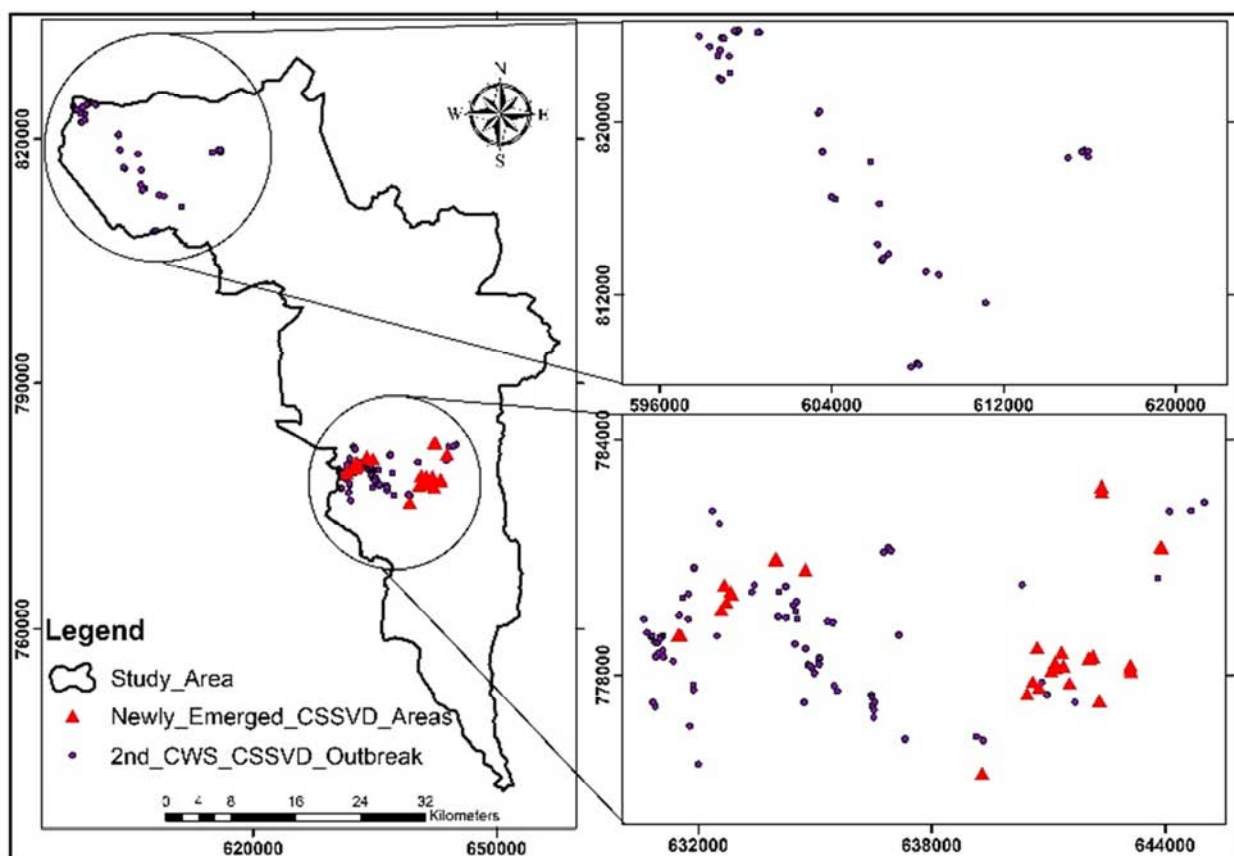 N
W E
S
820000
790000
760000
620000 650000
Legend
Study_Area
Newly_Emerged_CSSVD_Areas
2nd_CWS_CSSVD_Outbreak
0 4 8 16 24 32
Kilometers
820000
812000
596000 604000 612000 620000
784000
778000
632000 638000 644000